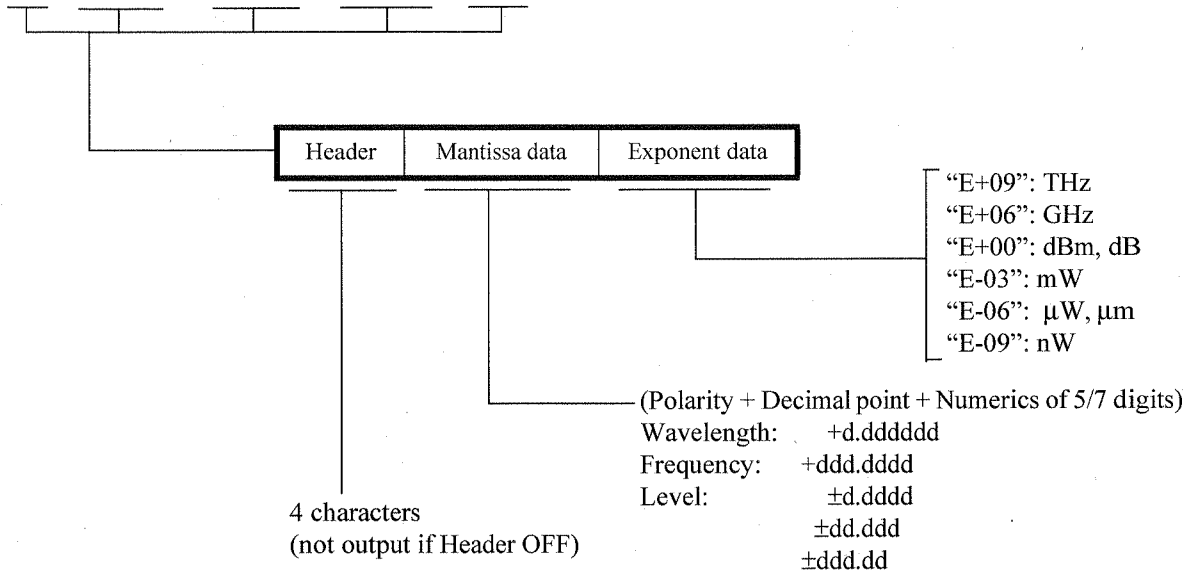 Header Mantissa data Exponent data
“E+09”: THz
“E+06”: GHz
“E+00”: dBm, dB
“E-03”: mW
“E-06”: μW, μm
“E-09”: nW
(Polarity + Decimal point + Numerics of 5/7 digits)
Wavelength: +d.dddddd
Frequency: +ddd.dddd
Level: ±d.dddd
±dd.ddd
±ddd.dd
4 characters
(not output if Header OFF)